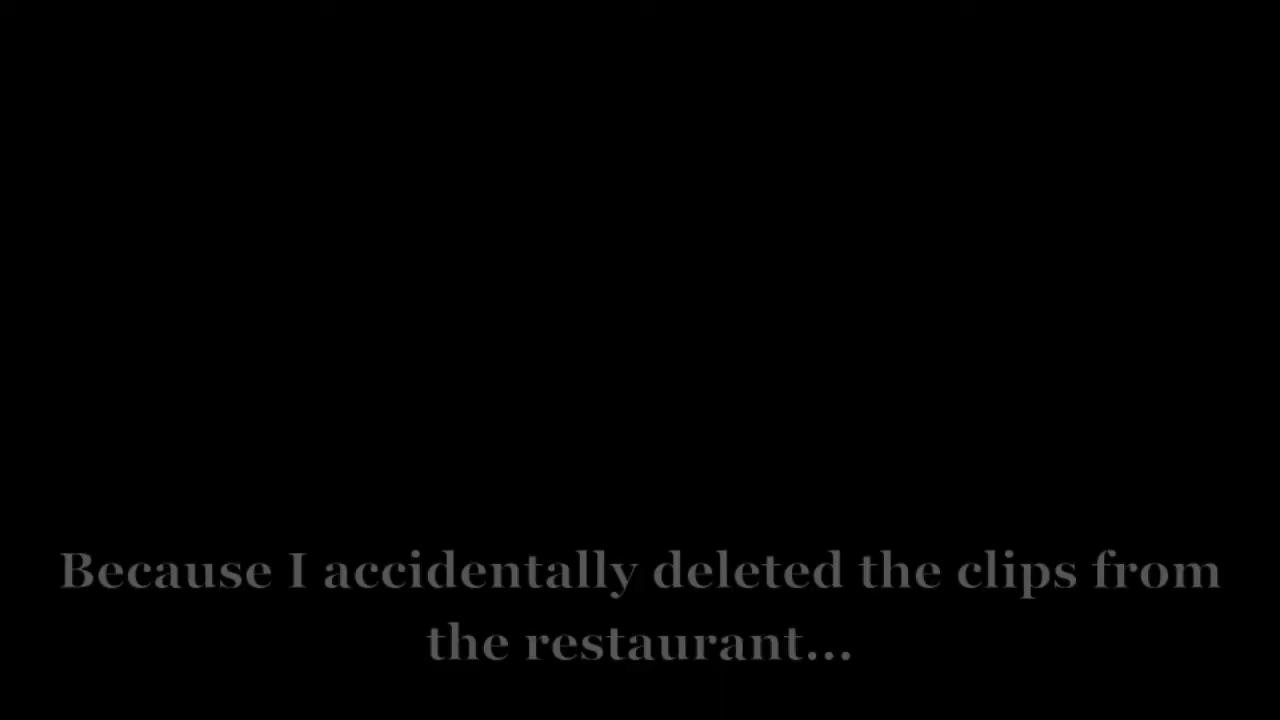 Because I accidentally deleted the clips from
the restaurant...